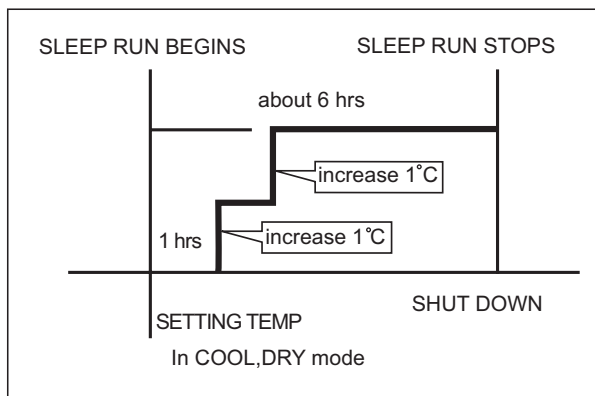 SLEEP RUN BEGINS
SLEEP RUN STOPS
about 6 hrs
increase 1°C
1 hrs
increase 1°C
SETTING TEMP
SHUT DOWN
In COOL,DRY mode